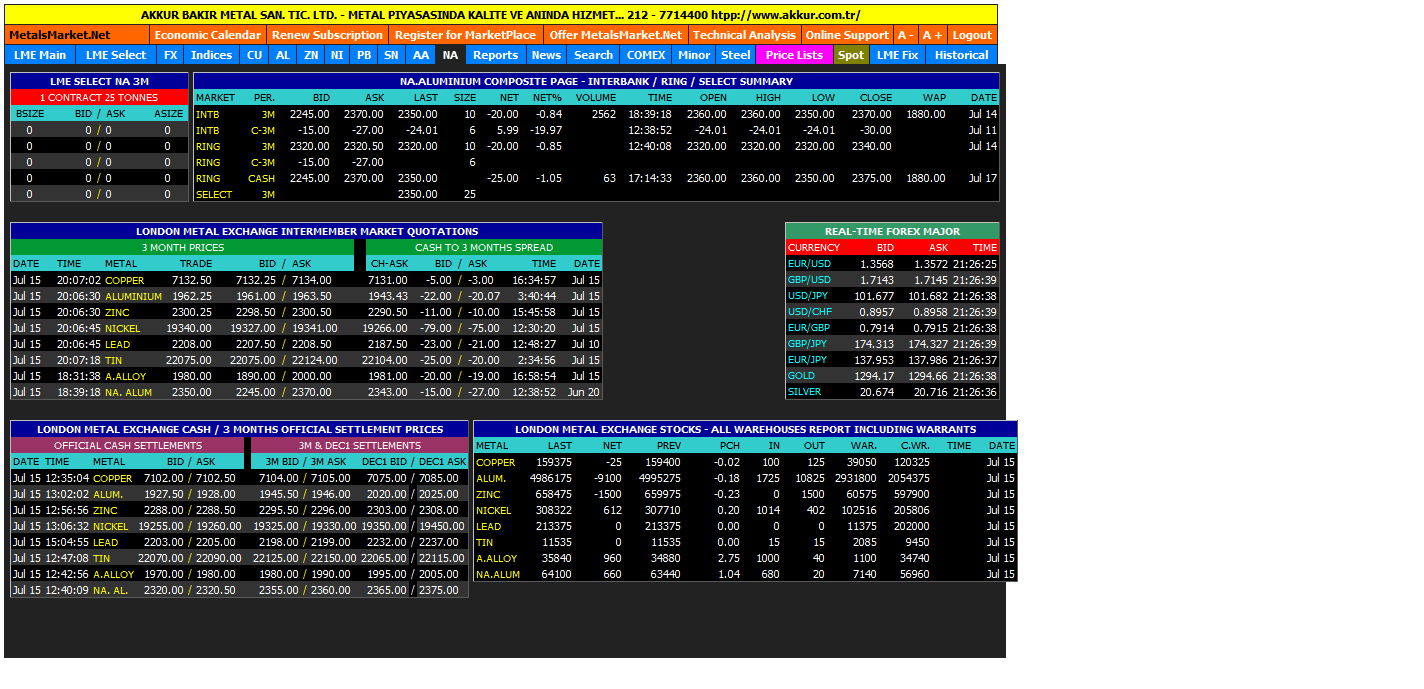 AKKUR BAKIR METAL SAN. TIC. LTD. - METAL PIYASASINDA KALITE VE ANINDA HIZMET... 212 - 7714400 htpp://www.akkur.com.tr/
MetalsMarket.Net Economic Calendar Renew Subscription Register for MarketPlace Offer MetalsMarket.Net Technical Analysis Online Support A - A + Logout
LME Main LME Select FX Indices CU AL ZN NI PB SN AA NA Reports News Search COMEX Minor Steel Price Lists Spot LME Fix Historical
LME SELECT NA 3M
1 CONTRACT 25 TONNES
BSIZE BID / ASK ASIZE
0 0 / 0 0
0 0 / 0 0
0 0 / 0 0
0 0 / 0 0
0 0 / 0 0
NA.ALUMINIUM COMPOSITE PAGE - INTERBANK / RING / SELECT SUMMARY
MARKET PER. BID ASK LAST SIZE NET NET% VOLUME TIME OPEN HIGH LOW CLOSE WAP DATE
INTB 3M 2245.00 2370.00 2350.00 10 -20.00 -0.84 2562 18:39:18 2360.00 2360.00 2350.00 2370.00 1880.00 Jul 14
INTB C-3M -15.00 -27.00 -24.01 6 5.99 -19.97 12:38:52 -24.01 -24.01 -24.01 -30.00 Jul 11
RING 3M 2320.00 2320.50 2320.00 10 -20.00 -0.85 12:40:08 2320.00 2320.00 2320.00 2340.00 Jul 14
RING C-3M -15.00 -27.00 6
RING CASH 2245.00 2370.00 2350.00 -25.00 -1.05 63 17:14:33 2360.00 2360.00 2350.00 2375.00 1880.00 Jul 17
SELECT 3M 2350.00 25
LONDON METAL EXCHANGE INTERMEMBER MARKET QUOTATIONS
3 MONTH PRICES CASH TO 3 MONTHS SPREAD
DATE TIME METAL TRADE BID / ASK CH-ASK BID / ASK TIME DATE
Jul 15 20:07:02 COPPER 7132.50 7132.25 / 7134.00 7131.00 -5.00 / -3.00 16:34:57 Jul 15
Jul 15 20:06:30 ALUMINIUM 1962.25 1961.00 / 1963.50 1943.43 -22.00 / -20.07 3:40:44 Jul 15
Jul 15 20:06:30 ZINC 2300.25 2298.50 / 2300.50 2290.50 -11.00 / -10.00 15:45:58 Jul 15
Jul 15 20:06:45 NICKEL 19340.00 19327.00 / 19341.00 19266.00 -79.00 / -75.00 12:30:20 Jul 15
Jul 15 20:06:45 LEAD 2208.00 2207.50 / 2208.50 2187.50 -23.00 / -21.00 12:48:27 Jul 10
Jul 15 20:07:18 TIN 22075.00 22075.00 / 22124.00 22104.00 -25.00 / -20.00 2:34:56 Jul 15
Jul 15 18:31:38 A.ALLOY 1980.00 1890.00 / 2000.00 1981.00 -20.00 / -19.00 16:58:54 Jul 15
Jul 15 18:39:18 NA. ALUM 2350.00 2245.00 / 2370.00 2343.00 -15.00 / -27.00 12:38:52 Jun 20
REAL-TIME FOREX MAJOR
CURRENCY BID ASK TIME
EUR/USD 1.3568 1.3572 21:26:25
GBP/USD 1.7143 1.7145 21:26:39
USD/JPY 101.677 101.682 21:26:38
USD/CHF 0.8957 0.8958 21:26:39
EUR/GBP 0.7914 0.7915 21:26:38
GBP/JPY 174.313 174.327 21:26:39
EUR/JPY 137.953 137.986 21:26:37
GOLD 1294.17 1294.66 21:26:38
SILVER 20.674 20.716 21:26:36
LONDON METAL EXCHANGE CASH / 3 MONTHS OFFICIAL SETTLEMENT PRICES
OFFICIAL CASH SETTLEMENTS 3M & DEC1 SETTLEMENTS
DATE TIME METAL BID / ASK 3M BID / 3M ASK DEC1 BID / DEC1 ASK
Jul 15 12:35:04 COPPER 7102.00 / 7102.50 7104.00 / 7105.00 7075.00 / 7085.00
Jul 15 13:02:02 ALUM. 1927.50 / 1928.00 1945.50 / 1946.00 2020.00 / 2025.00
Jul 15 12:56:56 ZINC 2288.00 / 2288.50 2295.50 / 2296.00 2303.00 / 2308.00
Jul 15 13:06:32 NICKEL 19255.00 / 19260.00 19325.00 / 19330.00 19350.00 / 19450.00
Jul 15 15:04:55 LEAD 2203.00 / 2205.00 2198.00 / 2199.00 2232.00 / 2237.00
Jul 15 12:47:08 TIN 22070.00 / 22090.00 22125.00 / 22150.00 22065.00 / 22115.00
Jul 15 12:42:56 A.ALLOY 1970.00 / 1980.00 1980.00 / 1990.00 1995.00 / 2005.00
Jul 15 12:40:09 NA. AL. 2320.00 / 2320.50 2355.00 / 2360.00 2365.00 / 2375.00
LONDON METAL EXCHANGE STOCKS - ALL WAREHOUSES REPORT INCLUDING WARRANTS
METAL LAST NET PREV PCH IN OUT WAR. C.WR. TIME DATE
COPPER 159375 -25 159400 -0.02 100 125 39050 120325 Jul 15
ALUM. 4986175 -9100 4995275 -0.18 1725 10825 2931800 2054375 Jul 15
ZINC 658475 -1500 659975 -0.23 0 1500 60575 597900 Jul 15
NICKEL 308322 612 307710 0.20 1014 402 102516 205806 Jul 15
LEAD 213375 0 213375 0.00 0 0 11375 202000 Jul 15
TIN 11535 0 11535 0.00 15 15 2085 9450 Jul 15
A.ALLOY 35840 960 34880 2.75 1000 40 1100 34740 Jul 15
NA.ALUM 64100 660 63440 1.04 680 20 7140 56960 Jul 15